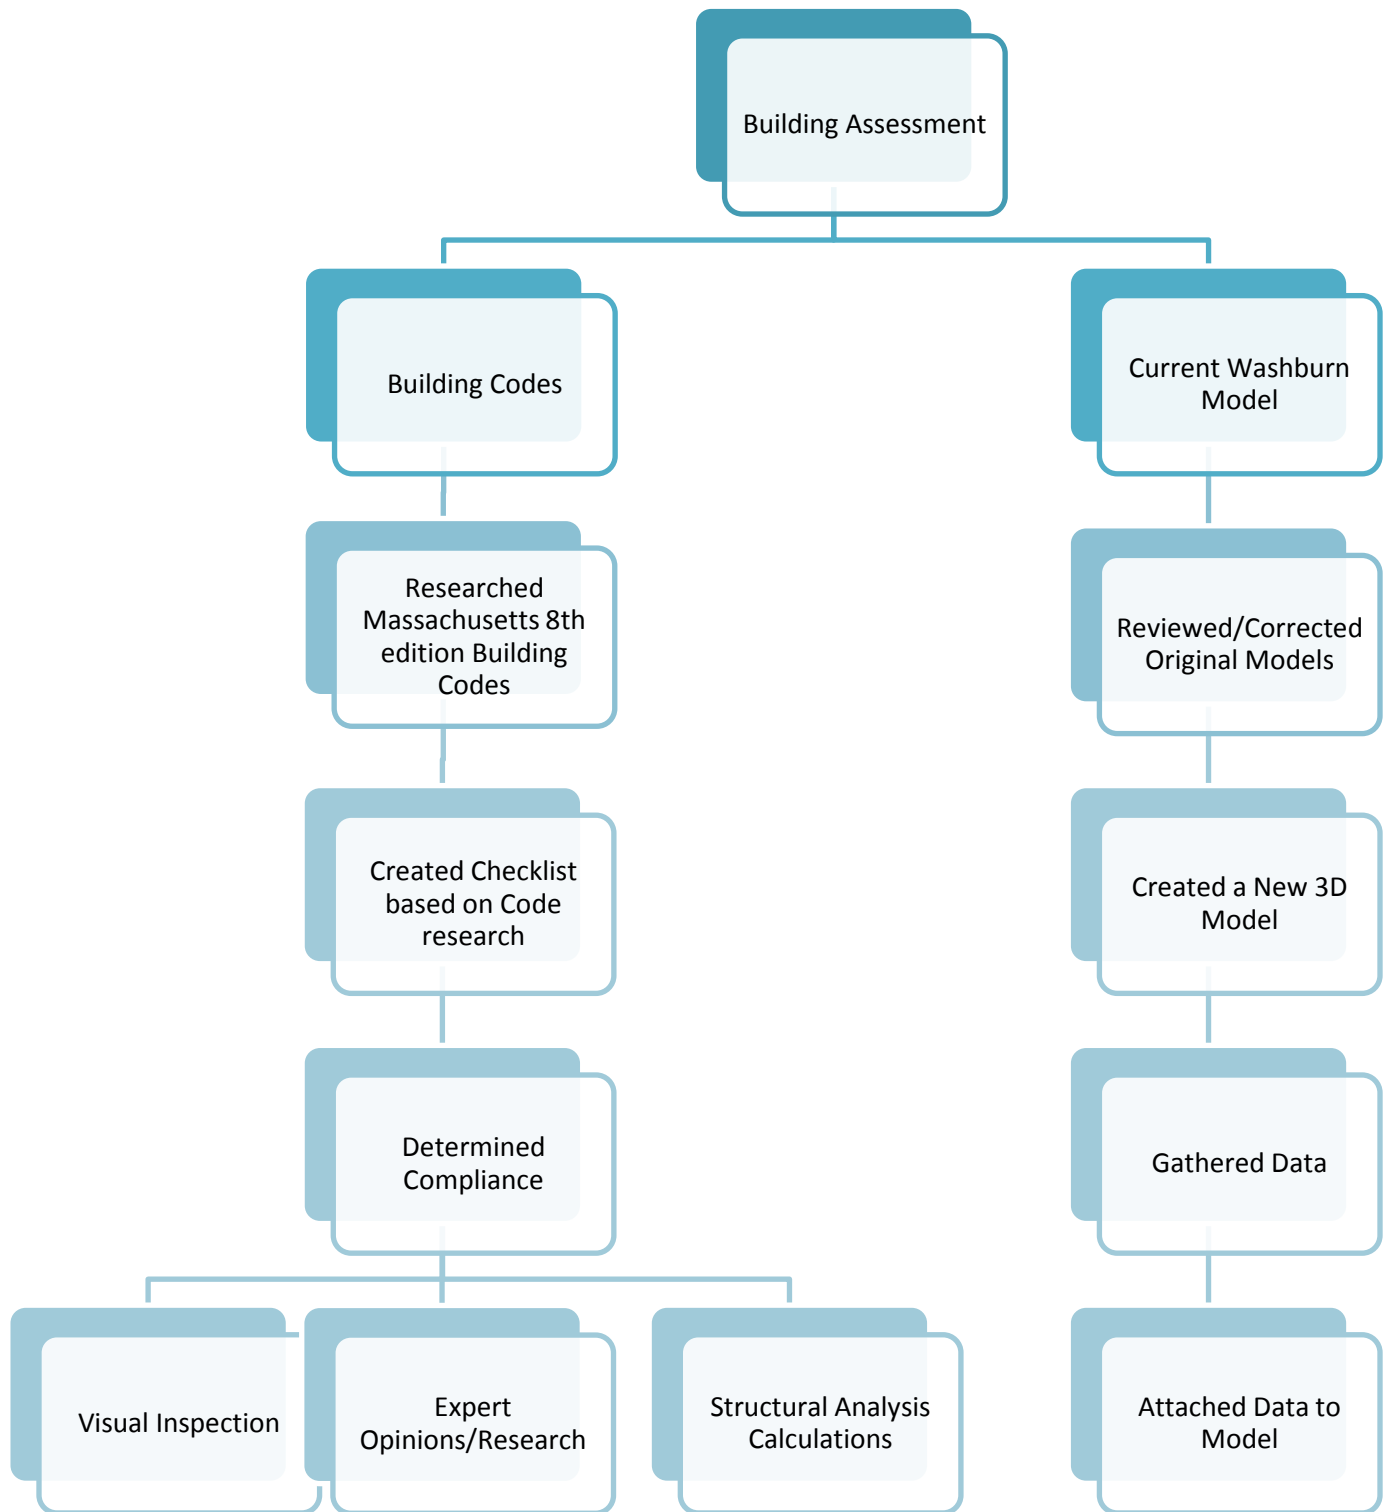 Building Assessment
Building Codes
Current Washburn
Model
Researched
Massachusetts 8th
edition Building
Codes
Reviewed/Corrected
Original Models
Created Checklist
based on Code
research
Created a New 3D
Model
Determined
Compliance
Gathered Data
Visual Inspection
Expert
Opinions/Research
Structural Analysis
Calculations
Attached Data to
Model